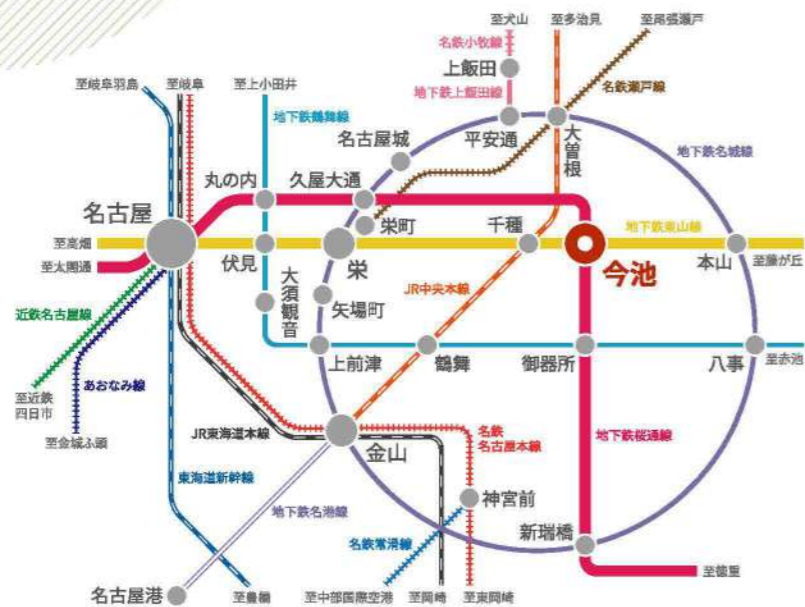 至犬山
至多治見
至尾張瀬戸
名鉄小牧線
上飯田
地下鉄上飯田線
名鉄瀬戸線
至岐阜羽島
至岐阜
至上小田井
地下鉄鶴舞線
名古屋城
平安通
大曽根
地下鉄名城線
丸の内
久屋大通
名古屋
栄町
千種
地下鉄東山線
至高畑
至太閤通
伏見
栄
今池
本山
至藤が丘
大須観音
矢場町
JR中央本線
近鉄名古屋線
あおなみ線
上前津
鶴舞
御器所
八事
至赤池
至近鉄
四日市
至金城ふ頭
JR東海道本線
金山
名鉄
名古屋本線
地下鉄桜通線
東海道新幹線
地下鉄名港線
神宮前
名鉄常滑線
新瑞橋
名古屋港
至豊橋
至中部国際空港
至岡崎
至東岡崎
至徳重